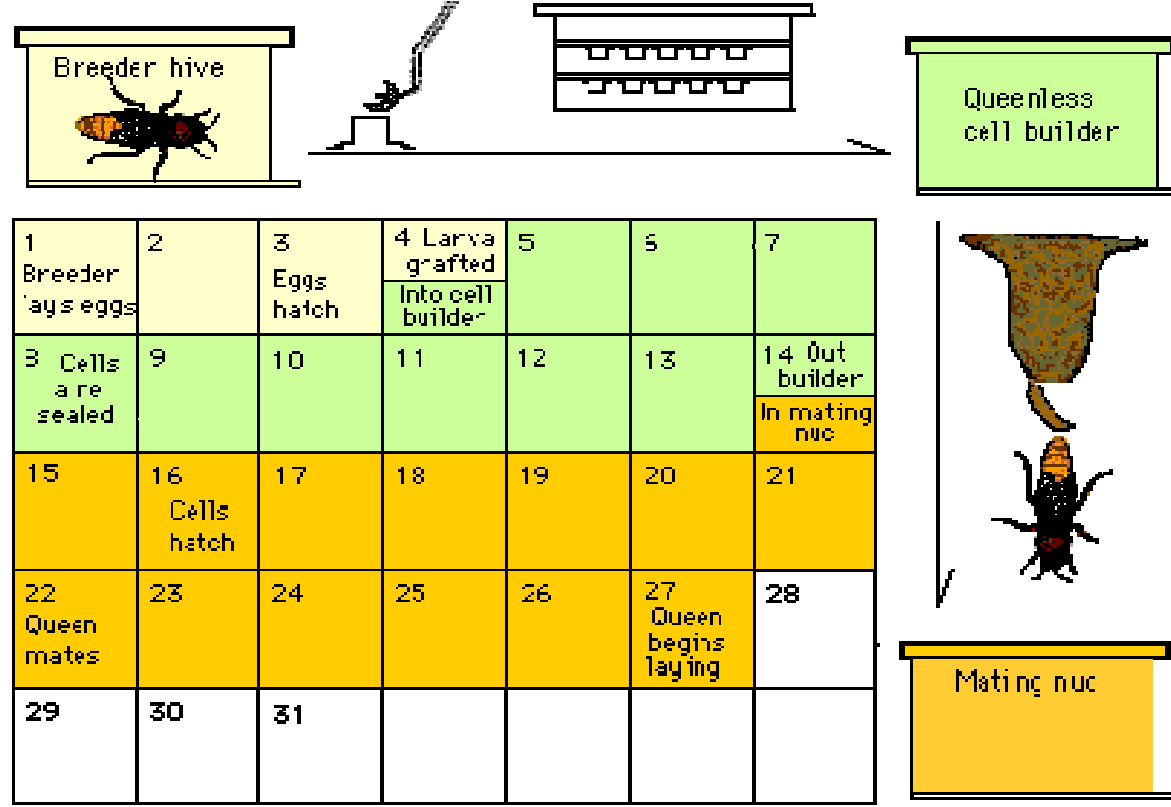 Breeder hive
Queenless
cell builder
1
Breeder
lays eggs
2
3
Eggs
hatch
4 Larva
grafted
Into cell
builder
5
6
7
8 Cells
are
sealed
9
10
11
12
13
14 Out
builder
In mating
nuc
15
16
Cells
hatch
17
18
19
20
21
22
Queen
mates
23
24
25
26
27
Queen
begins
laying
28
29
30
31
Mating nuc